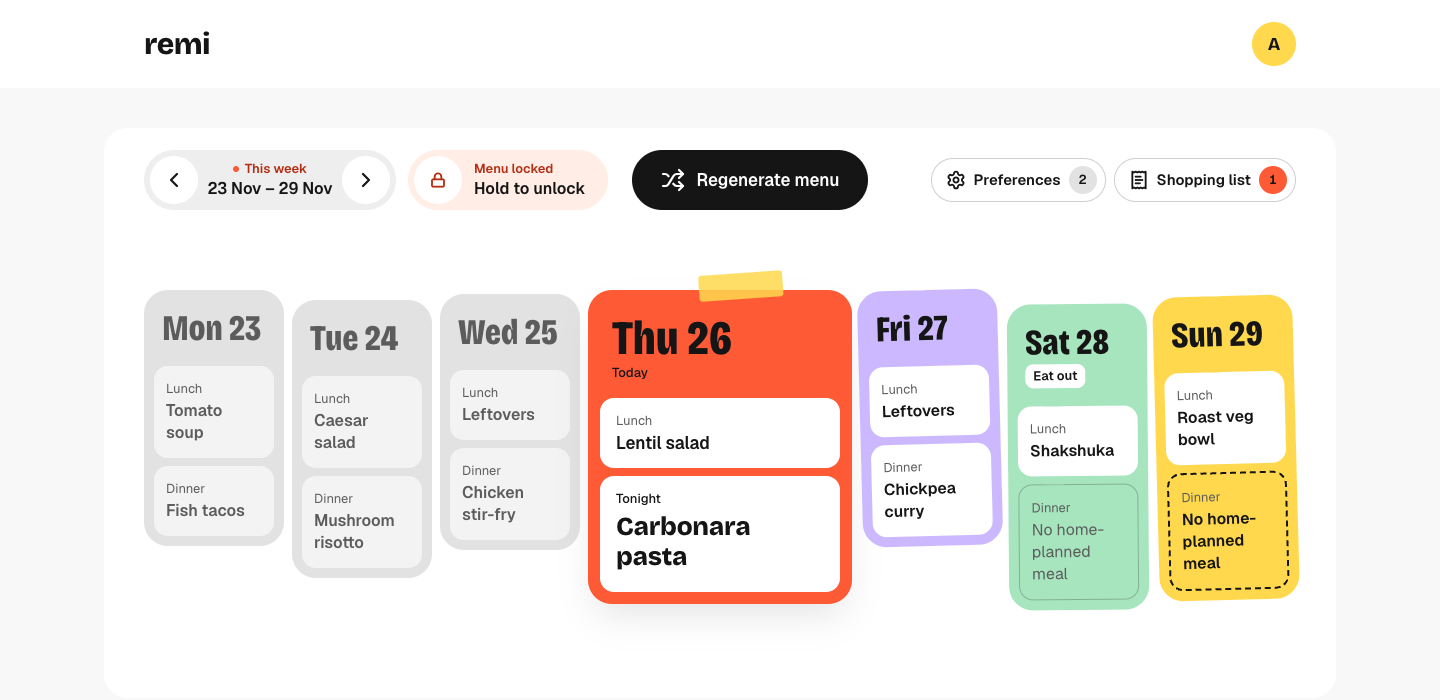 remi
A
This week
23 Nov – 29 Nov
Menu locked
Hold to unlock
Regenerate menu
Preferences 2
Shopping list 1
Mon 23
Lunch
Tomato
soup
Dinner
Fish tacos
Tue 24
Lunch
Caesar
salad
Dinner
Mushroom
risotto
Wed 25
Lunch
Leftovers
Dinner
Chicken
stir-fry
Thu 26
Today
Lunch
Lentil salad
Tonight
Carbonara
pasta
Fri 27
Lunch
Leftovers
Dinner
Chickpea
curry
Sat 28
Eat out
Lunch
Shakshuka
Dinner
No home-
planned
meal
Sun 29
Lunch
Roast veg
bowl
Dinner
No home-
planned
meal